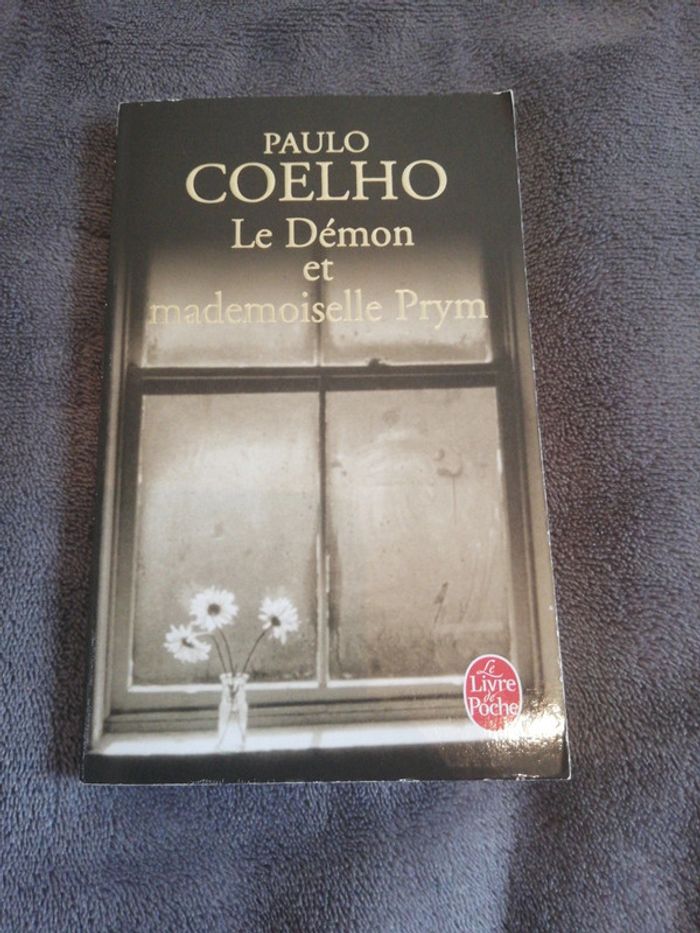 PAULO
COELHO
Le Démon
et
mademoiselle Prym
Le
Livre
de
Poche